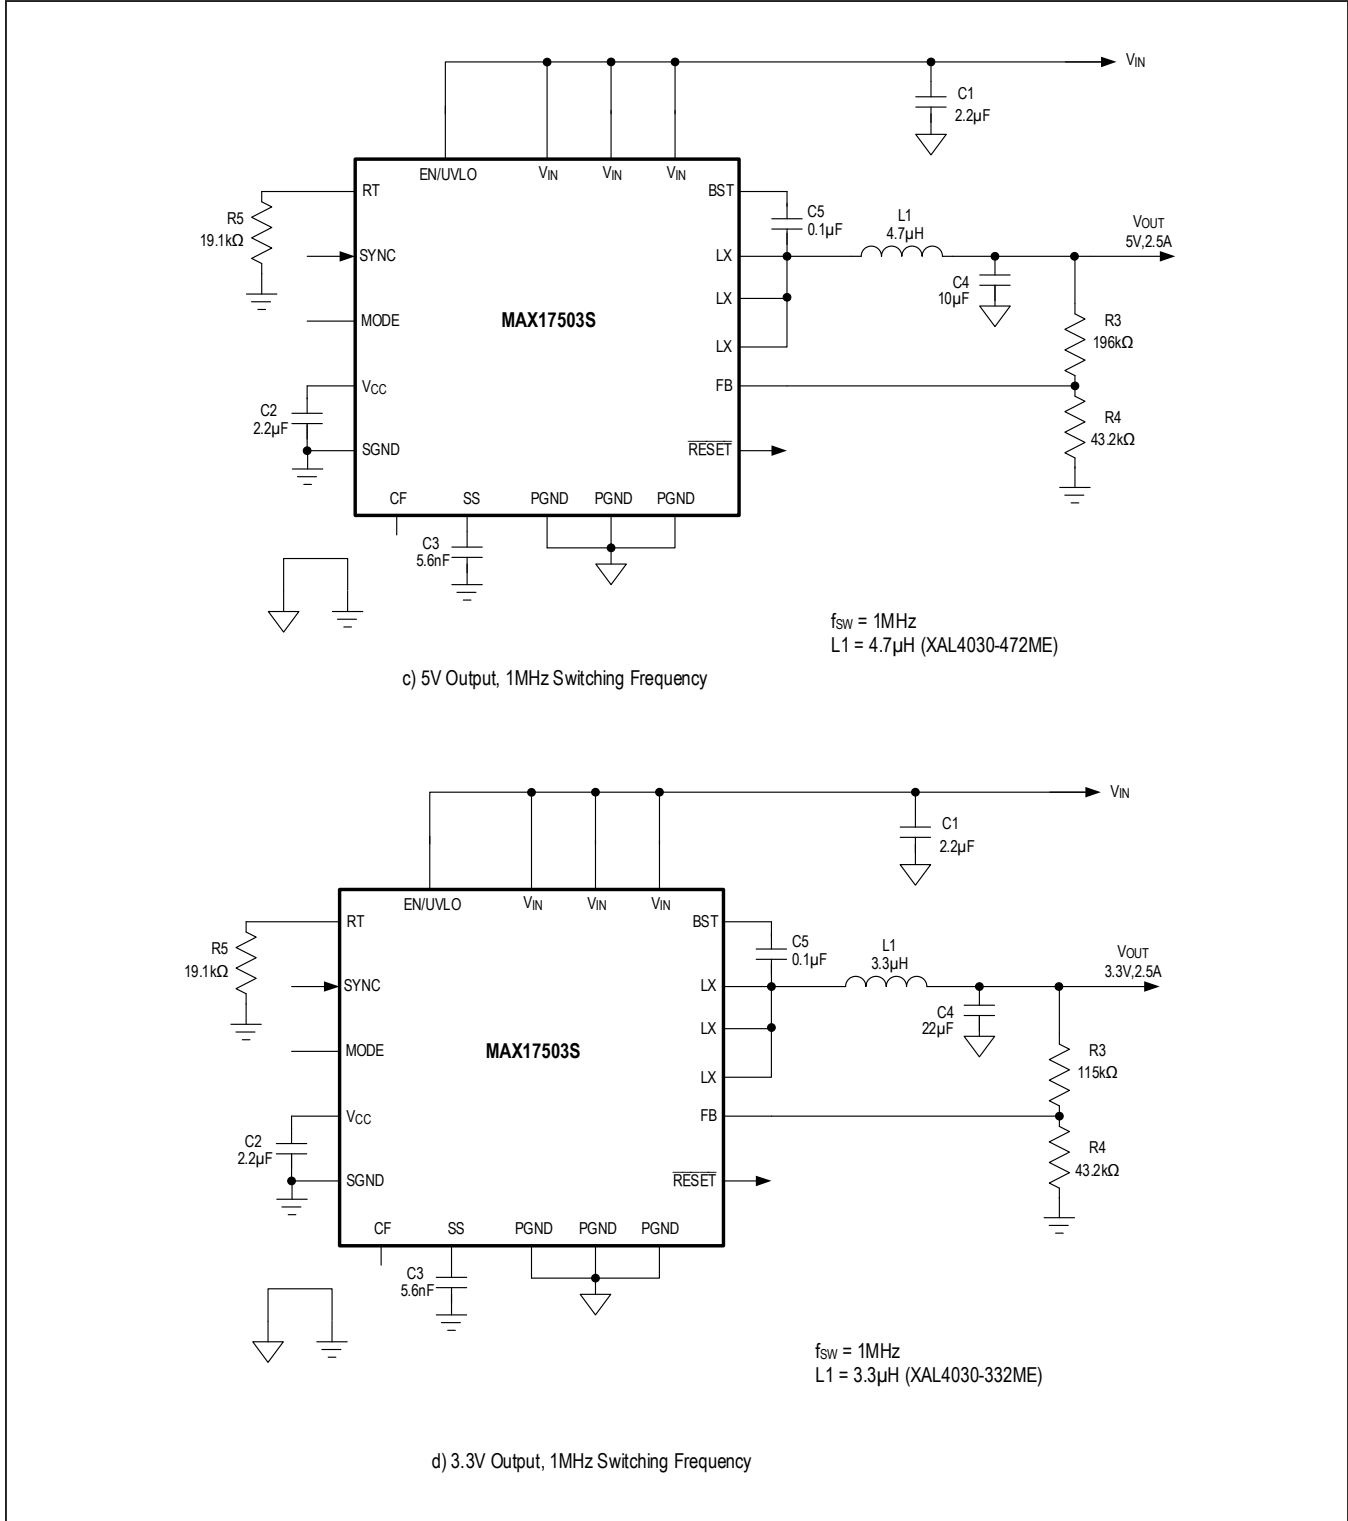 VIN
C1
2.2µF
EN/UVLO VIN VIN VIN
RT
BST
R5
19.1kΩ
C5
0.1µF
L1
4.7µH
VOUT
5V,2.5A
SYNC
LX
C4
10µF
LX
MODE
MAX17503S
R3
196kΩ
LX
VCC
FB
C2
2.2µF
R4
43.2kΩ
SGND
RESET
CF SS PGND PGND PGND
C3
5.6nF
fSW = 1MHz
L1 = 4.7µH (XAL4030-472ME)
c) 5V Output, 1MHz Switching Frequency
VIN
C1
2.2µF
EN/UVLO VIN VIN VIN
RT
BST
R5
19.1kΩ
C5
0.1µF
L1
3.3µH
VOUT
3.3V,2.5A
SYNC
LX
C4
22µF
LX
MODE
MAX17503S
R3
115kΩ
LX
VCC
FB
C2
2.2µF
R4
43.2kΩ
SGND
RESET
CF SS PGND PGND PGND
C3
5.6nF
fSW = 1MHz
L1 = 3.3µH (XAL4030-332ME)
d) 3.3V Output, 1MHz Switching Frequency